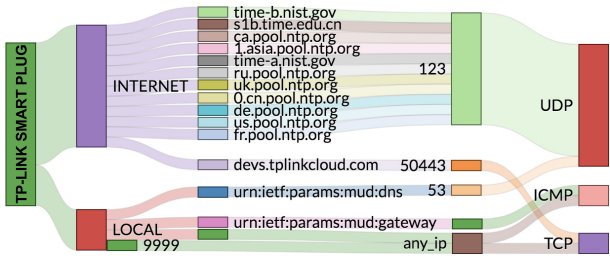 TP-LINK SMART PLUG
INTERNET
LOCAL
9999
time-b.nist.gov
s1b.time.edu.cn
ca.pool.ntp.org
1.asia.pool.ntp.org
time-a.nist.gov
ru.pool.ntp.org
uk.pool.ntp.org
0.cn.pool.ntp.org
de.pool.ntp.org
us.pool.ntp.org
fr.pool.ntp.org
devs.tplinkcloud.com
urn:ietf:params:mud:dns
urn:ietf:params:mud:gateway
123
50443
53
any_ip
UDP
ICMP
TCP